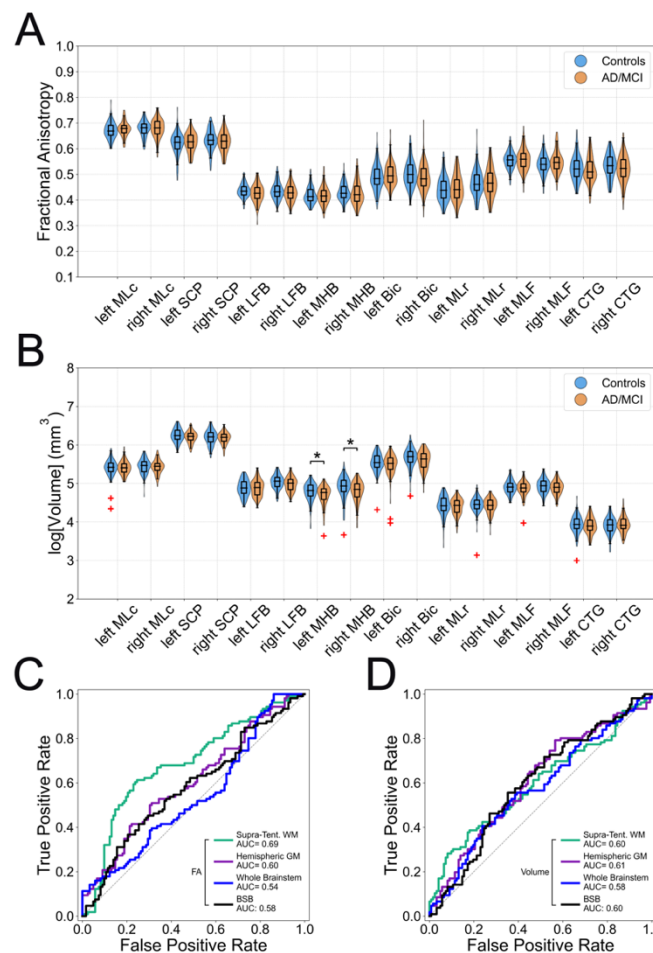 A
1.0
0.9
0.8
0.7
0.6
0.5
0.4
0.3
0.2
0.1
Fractional Anisotropy
Controls
AD/MCI
left MLc
right MLc
left SCP
right SCP
left LFB
right LFB
left MHB
right MHB
left Bic
right Bic
left MLr
right MLr
left MLF
right MLF
left CTG
right CTG
B
8
7
6
5
4
3
2
log[Volume] (mm³)
Controls
AD/MCI
*
*
left MLc
right MLc
left SCP
right SCP
left LFB
right LFB
left MHB
right MHB
left Bic
right Bic
left MLr
right MLr
left MLF
right MLF
left CTG
right CTG
C
1.0
0.8
0.6
0.4
0.2
0.0
True Positive Rate
FA
Supra-Tent. WM
AUC= 0.69
Hemispheric GM
AUC= 0.60
Whole Brainstem
AUC= 0.54
BSB
AUC: 0.58
0.0 0.2 0.4 0.6 0.8 1.0
False Positive Rate
D
1.0
0.8
0.6
0.4
0.2
0.0
True Positive Rate
Volume
Supra-Tent. WM
AUC= 0.60
Hemispheric GM
AUC= 0.61
Whole Brainstem
AUC= 0.58
BSB
AUC: 0.60
0.0 0.2 0.4 0.6 0.8 1.0
False Positive Rate